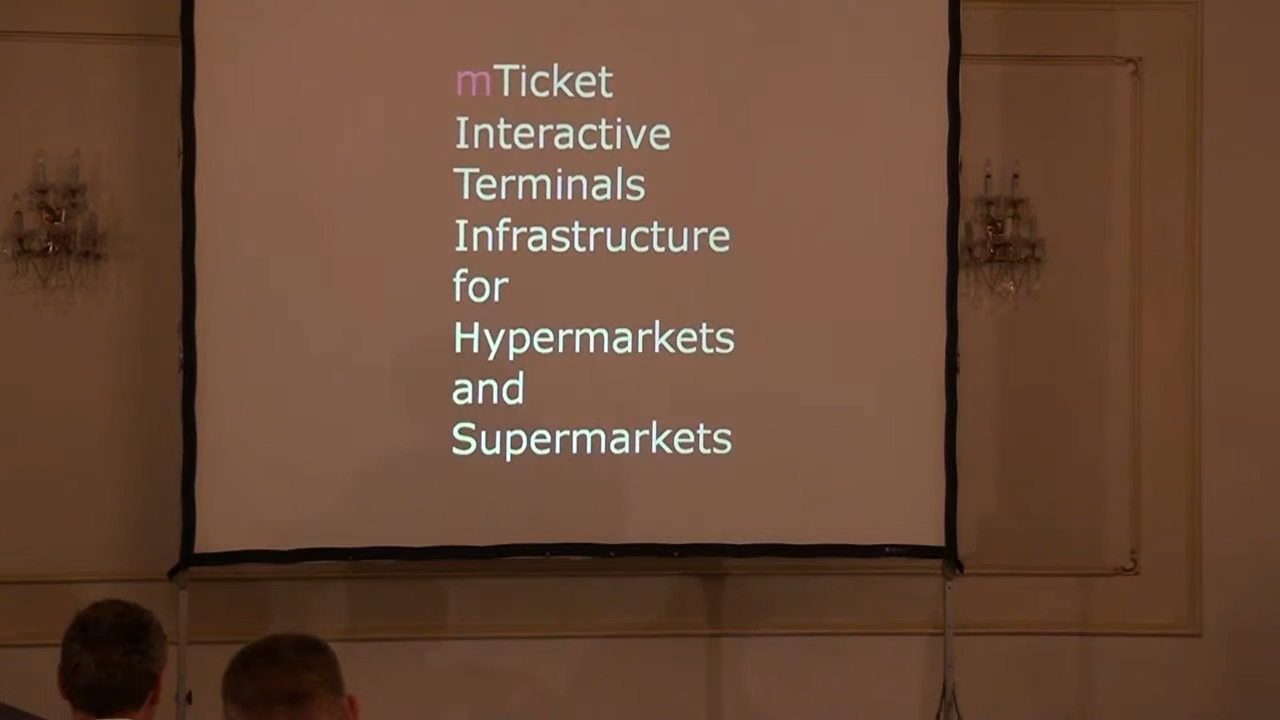 mTicket
Interactive
Terminals
Infrastructure
for
Hypermarkets
and
Supermarkets